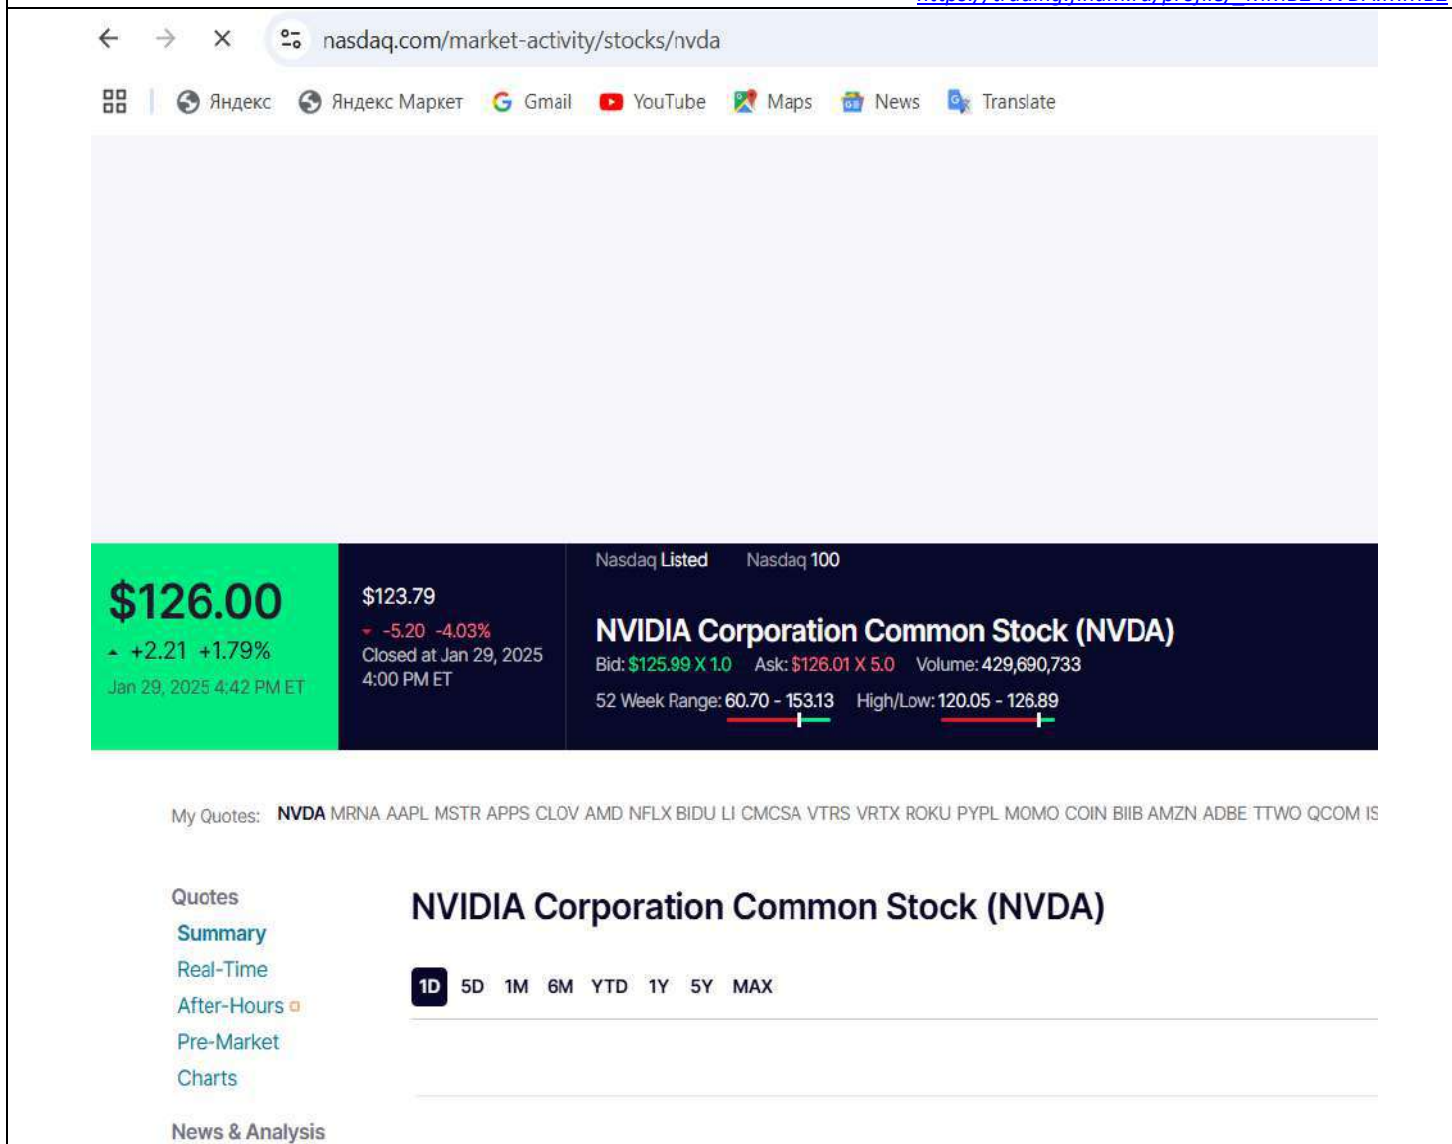 nasdaq.com/market-activity/stocks/nvda
Яндекс Яндекс Маркет Gmail YouTube Maps News Translate
Nasdaq Listed Nasdaq 100
$126.00
+2.21 +1.79%
Jan 29, 2025 4:42 PM ET
$123.79
-5.20 -4.03%
Closed at Jan 29, 2025
4:00 PM ET
NVIDIA Corporation Common Stock (NVDA)
Bid: $125.99 X 1.0 Ask: $126.01 X 5.0 Volume: 429,690,733
52 Week Range: 60.70 - 153.13 High/Low: 120.05 - 126.89
My Quotes: NVDA MRNA AAPL MSTR APPS CLOV AMD NFLX BIDU LI CMCSA VTRS VRTX ROKU PYPL MOMO COIN BIIB AMZN ADBE TTWO QCOM IS
Quotes
Summary
Real-Time
After-Hours
Pre-Market
Charts
News & Analysis
NVIDIA Corporation Common Stock (NVDA)
1D 5D 1M 6M YTD 1Y 5Y MAX